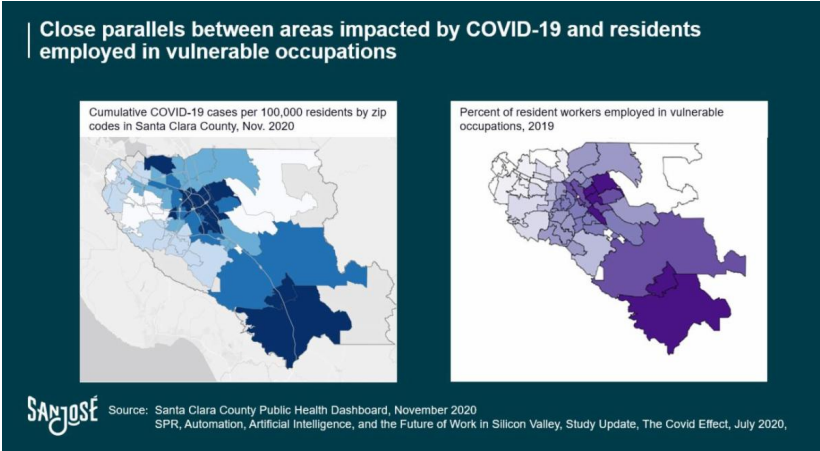 Close parallels between areas impacted by COVID-19 and residents
employed in vulnerable occupations
Cumulative COVID-19 cases per 100,000 residents by zip
codes in Santa Clara County, Nov. 2020
Percent of resident workers employed in vulnerable
occupations, 2019
SAN JOSÉ
Source: Santa Clara County Public Health Dashboard, November 2020
SPR, Automation, Artificial Intelligence, and the Future of Work in Silicon Valley, Study Update, The Covid Effect, July 2020,